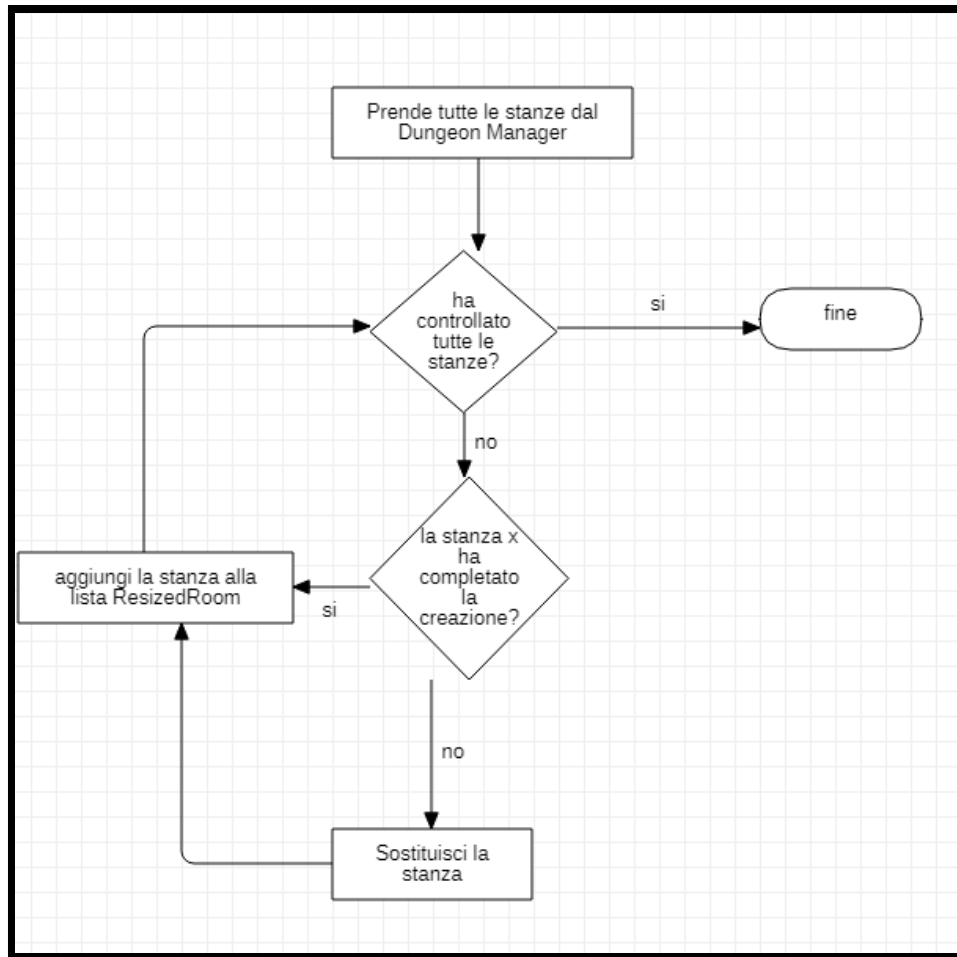 Prende tutte le stanze dal
Dungeon Manager
ha
controllato
tutte le
stanze?
si
fine
no
la stanza x
ha
completato
la
creazione?
aggiungi la stanza alla
lista ResizedRoom
si
no
Sostituisci la
stanza